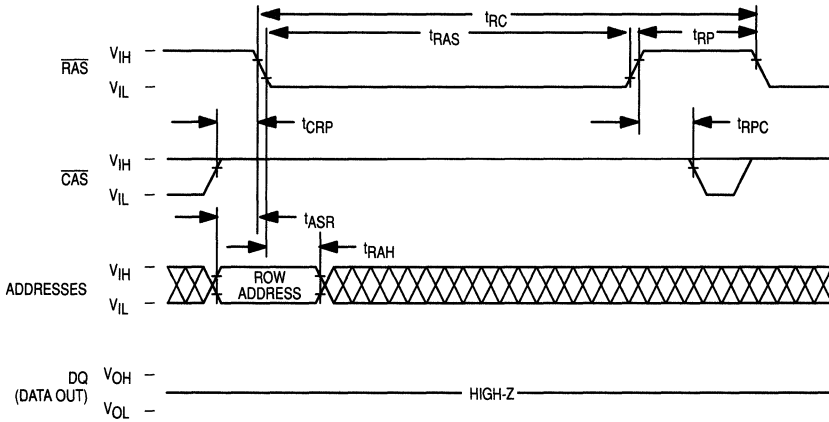 tRC
tRAS
tRP
RAS
VIH
VIL
tCRP
tRPC
CAS
VIH
VIL
tASR
tRAH
ADDRESSES
VIH
VIL
ROW
ADDRESS
DQ
(DATA OUT)
VOH
VOL
HIGH-Z